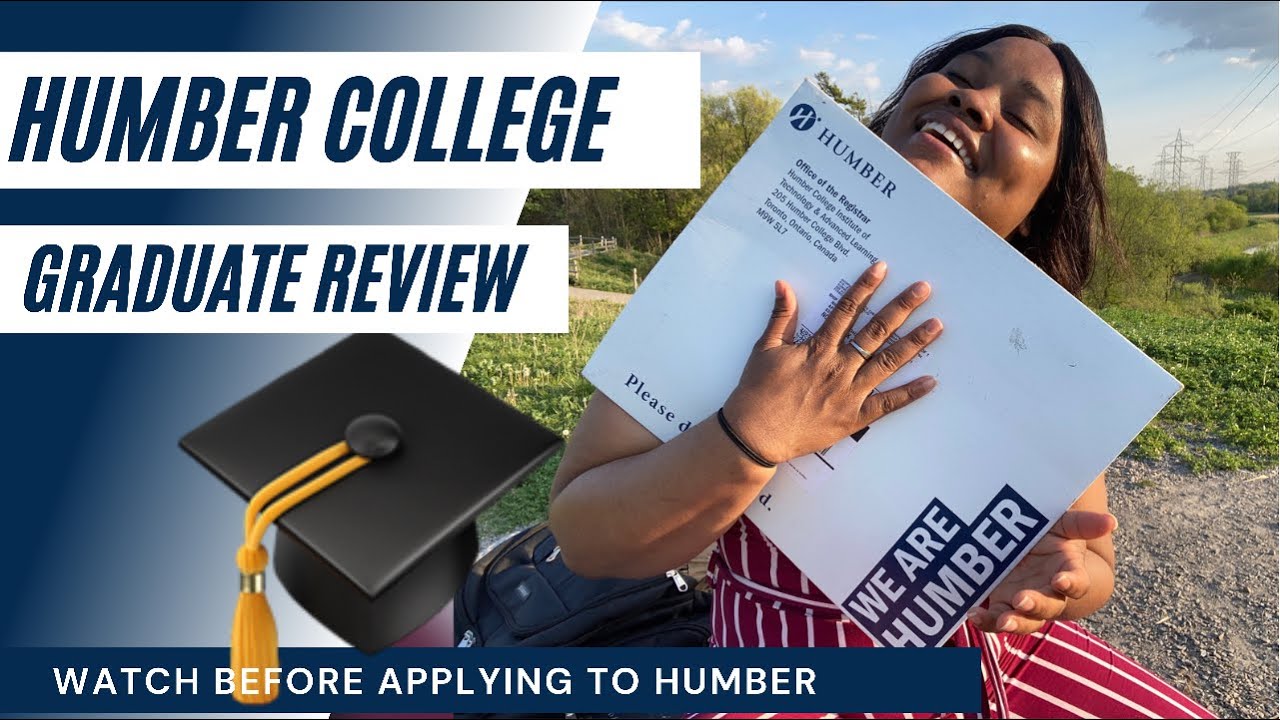 HUMBER COLLEGE
GRADUATE REVIEW
HUMBER
Office of the Registrar
Humber College Institute of
Technology & Advanced Learning
205 Humber College Blvd.
Toronto, Ontario, Canada
M9W 5L7
Please d
d.
WE ARE
HUMBER
WATCH BEFORE APPLYING TO HUMBER